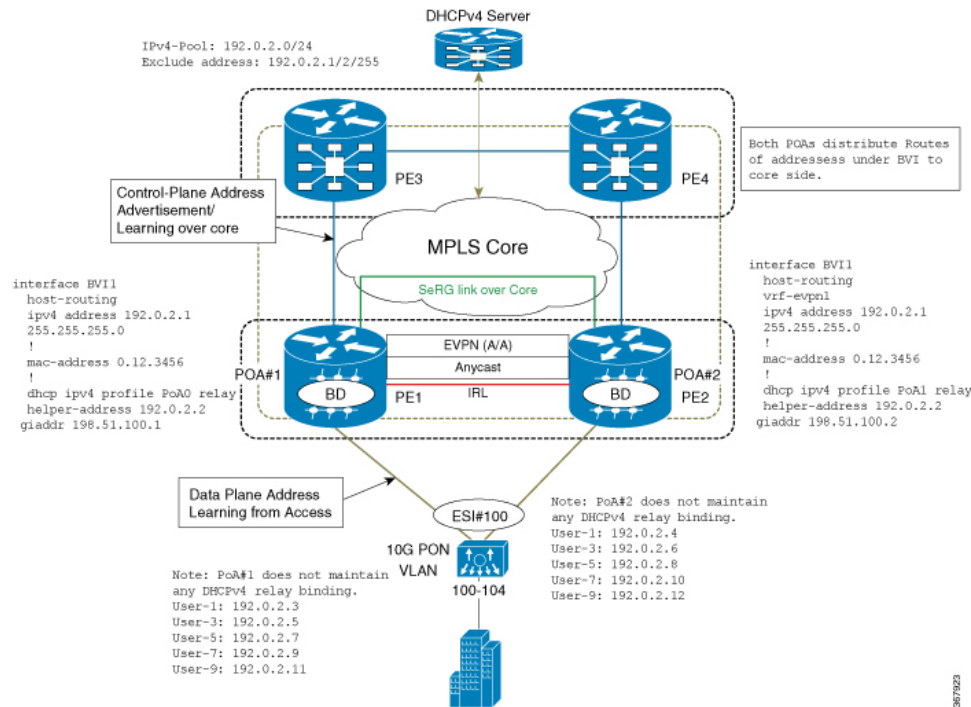 DHCPv4 Server
IPv4-Pool: 192.0.2.0/24
Exclude address: 192.0.2.1/2/255
PE3
PE4
Both POAs distribute Routes
of addressess under BVI to
core side.
Control-Plane Address
Advertisement/
Learning over core
MPLS Core
SeRG link over Core
interface BVI1
host-routing
ipv4 address 192.0.2.1
255.255.255.0
!
mac-address 0.12.3456
!
dhcp ipv4 profile PoA0 relay
helper-address 192.0.2.2
giaddr 198.51.100.1
interface BVI1
host-routing
vrf-evpn1
ipv4 address 192.0.2.1
255.255.255.0
!
mac-address 0.12.3456
!
dhcp ipv4 profile PoA1 relay
helper-address 192.0.2.2
giaddr 198.51.100.2
EVPN (A/A)
Anycast
IRL
POA#1
BD
PE1
POA#2
BD
PE2
Data Plane Address
Learning from Access
ESI#100
10G PON
VLAN
100-104
Note: PoA#1 does not maintain
any DHCPv4 relay binding.
User-1: 192.0.2.3
User-3: 192.0.2.5
User-5: 192.0.2.7
User-7: 192.0.2.9
User-9: 192.0.2.11
Note: PoA#2 does not maintain
any DHCPv4 relay binding.
User-1: 192.0.2.4
User-3: 192.0.2.6
User-5: 192.0.2.8
User-7: 192.0.2.10
User-9: 192.0.2.12
367923